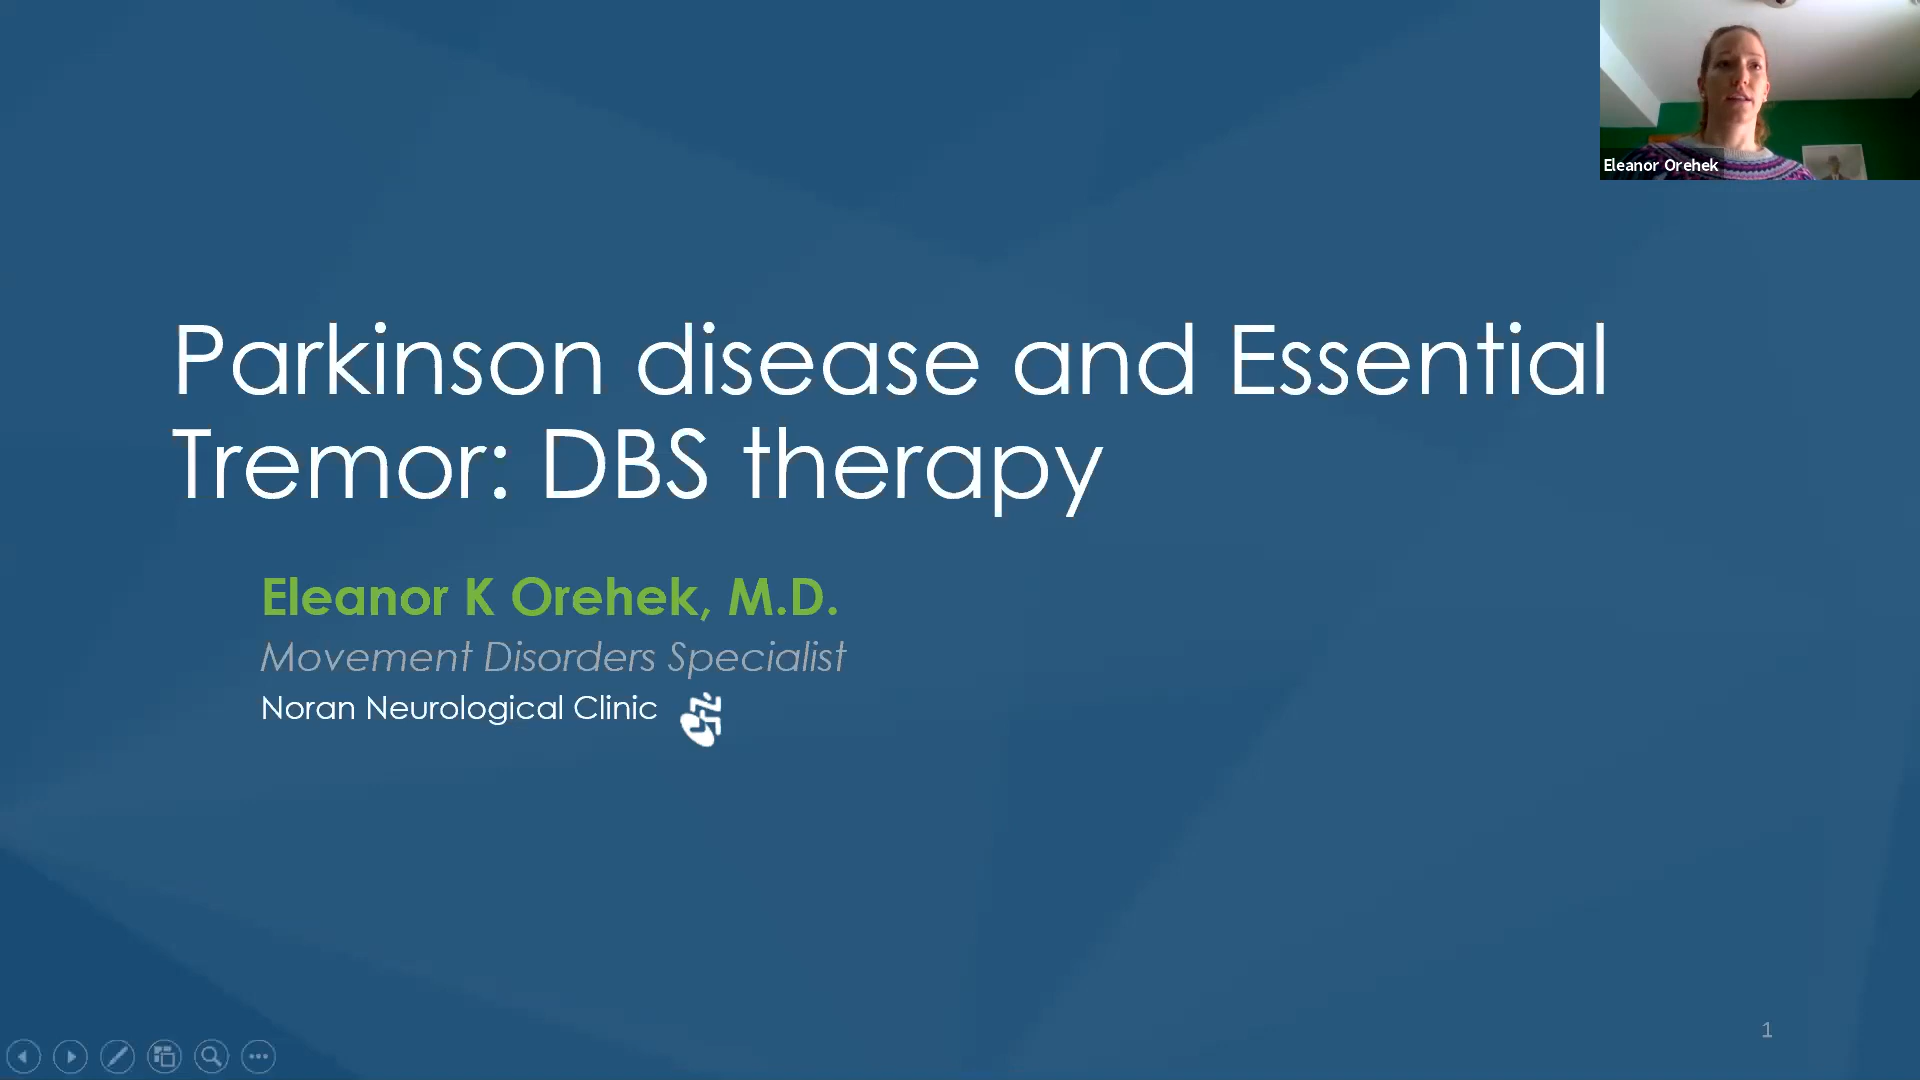 Eleanor Orehek
Parkinson disease and Essential
Tremor: DBS therapy
Eleanor K Orehek, M.D.
Movement Disorders Specialist
Noran Neurological Clinic
1